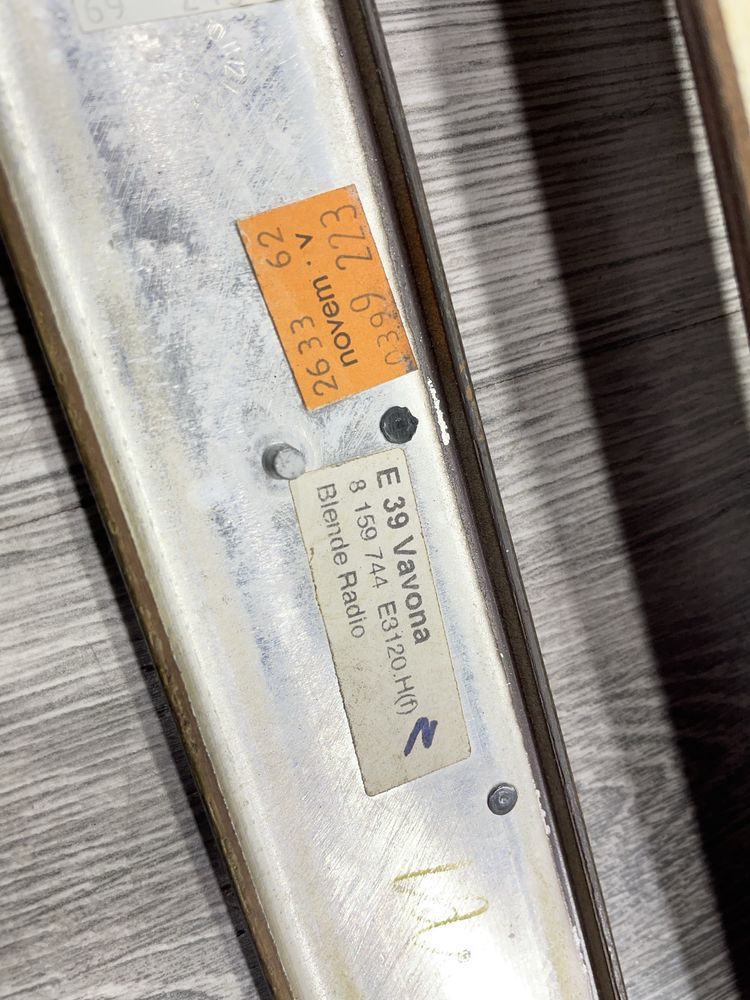 2633 62
novem . v
0399 223
E 39 Vavona
8 159 744 E3120.H(f)
Blende Radio